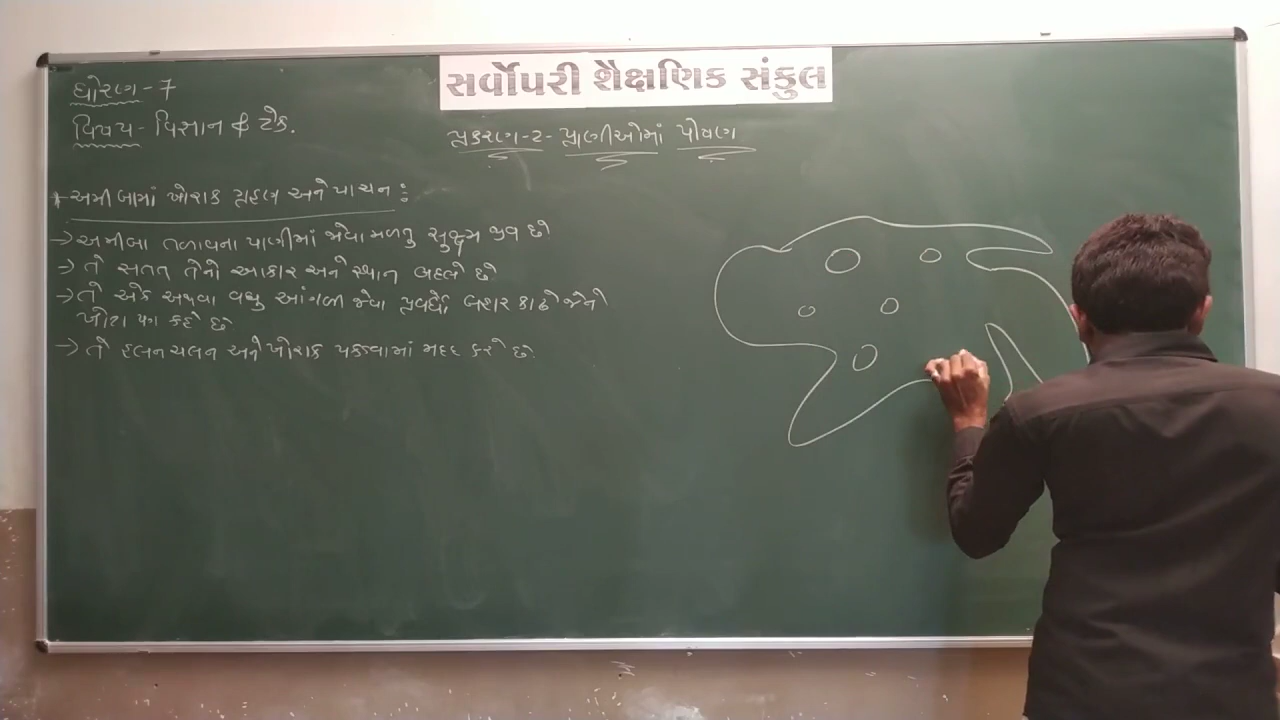 સર્વોપરી શૈક્ષણિક સંકુલ
ધોરણ - 7
વિષય - વિજ્ઞાન & ટેક.
પ્રકરણ-૨- પ્રાણીઓમાં પોષણ
* અમીબામાં ખોરાક ગ્રહણ અને પાચન :
→ અમીબા તળાવના પાણીમાં જોવા મળતુ સુક્ષ્મ જીવ છે
→ તે સતત તેનો આકાર અને સ્થાન બદલે છે.
→ તે એક અથવા વધુ આંગળી જેવા પ્રવર્ધો બહાર કાઢે જેને
ખોટા પગ કહે છે
→ તે હલનચલન અને ખોરાક પકડવામાં મદદ કરે છે.